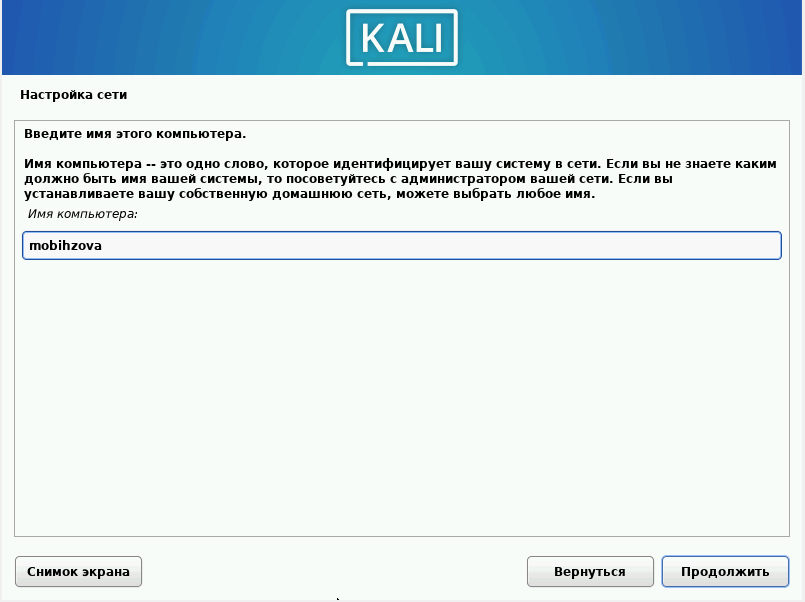 KALI
Настройка сети
Введите имя этого компьютера.
Имя компьютера -- это одно слово, которое идентифицирует вашу систему в сети. Если вы не знаете каким
должно быть имя вашей системы, то посоветуйтесь с администратором вашей сети. Если вы
устанавливаете вашу собственную домашнюю сеть, можете выбрать любое имя.
Имя компьютера:
mobihzova
Снимок экрана
Вернуться
Продолжить